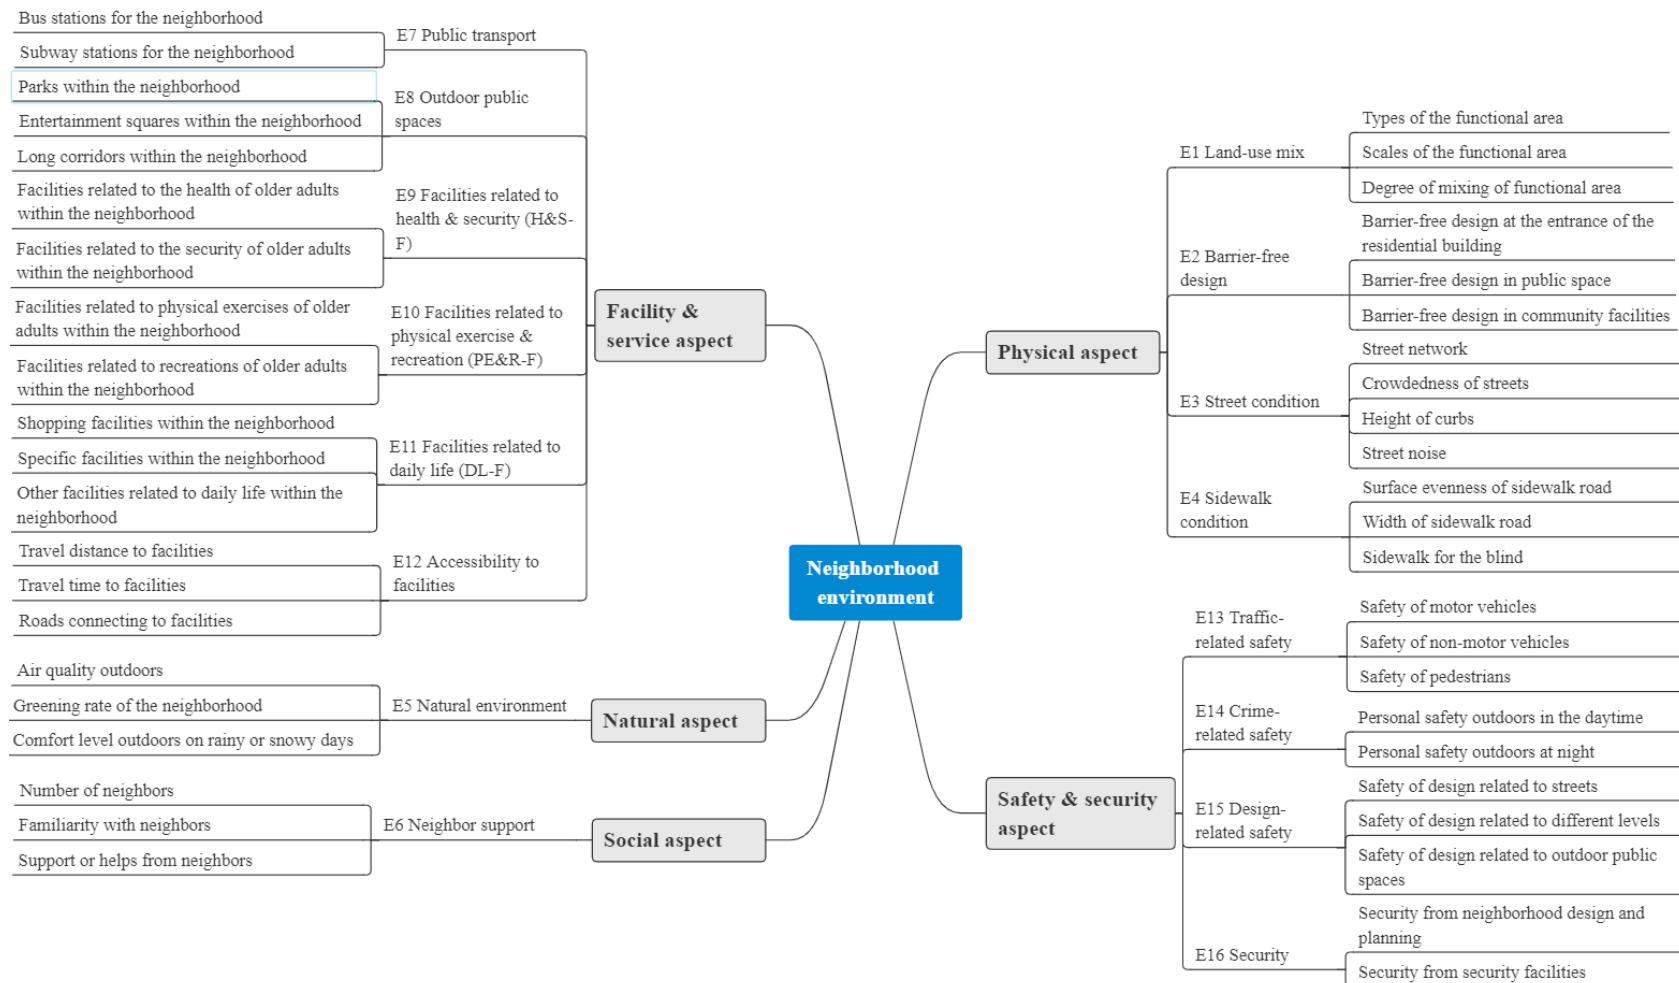 Bus stations for the neighborhood
Subway stations for the neighborhood
E7 Public transport
Parks within the neighborhood
Entertainment squares within the neighborhood
Long corridors within the neighborhood
E8 Outdoor public
spaces
Facilities related to the health of older adults
within the neighborhood
Facilities related to the security of older adults
within the neighborhood
E9 Facilities related to
health & security (H&S-
F)
Facilities related to physical exercises of older
adults within the neighborhood
Facilities related to recreations of older adults
within the neighborhood
E10 Facilities related to
physical exercise &
recreation (PE&R-F)
Shopping facilities within the neighborhood
Specific facilities within the neighborhood
Other facilities related to daily life within the
neighborhood
E11 Facilities related to
daily life (DL-F)
Travel distance to facilities
Travel time to facilities
Roads connecting to facilities
E12 Accessibility to
facilities
Facility &
service aspect
Air quality outdoors
Greening rate of the neighborhood
Comfort level outdoors on rainy or snowy days
E5 Natural environment
Natural aspect
Number of neighbors
Familiarity with neighbors
Support or helps from neighbors
E6 Neighbor support
Social aspect
Neighborhood
environment
Physical aspect
E1 Land-use mix
Types of the functional area
Scales of the functional area
Degree of mixing of functional area
E2 Barrier-free
design
Barrier-free design at the entrance of the
residential building
Barrier-free design in public space
Barrier-free design in community facilities
E3 Street condition
Street network
Crowdedness of streets
Height of curbs
Street noise
E4 Sidewalk
condition
Surface evenness of sidewalk road
Width of sidewalk road
Sidewalk for the blind
Safety & security
aspect
E13 Traffic-
related safety
Safety of motor vehicles
Safety of non-motor vehicles
Safety of pedestrians
E14 Crime-
related safety
Personal safety outdoors in the daytime
Personal safety outdoors at night
E15 Design-
related safety
Safety of design related to streets
Safety of design related to different levels
Safety of design related to outdoor public
spaces
E16 Security
Security from neighborhood design and
planning
Security from security facilities